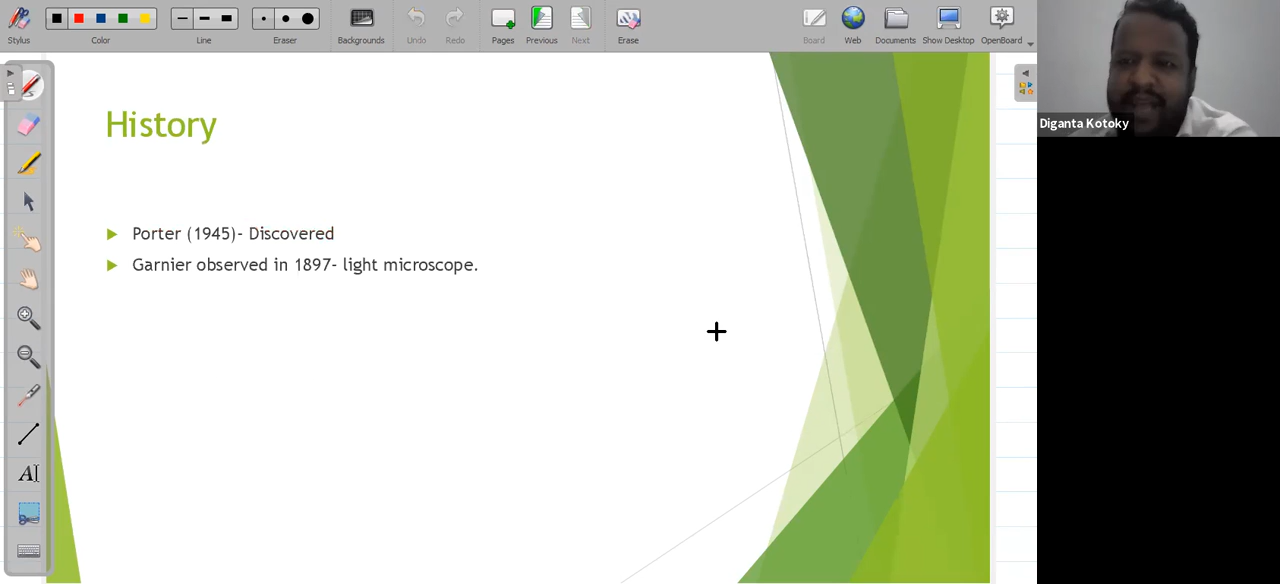 Stylus
Color
Line
Eraser
Backgrounds
Undo
Redo
Pages
Previous
Next
Erase
Board
Web
Documents
Show Desktop
OpenBoard
Diganta Kotoky
History
Porter (1945)- Discovered
Garnier observed in 1897- light microscope.
AI